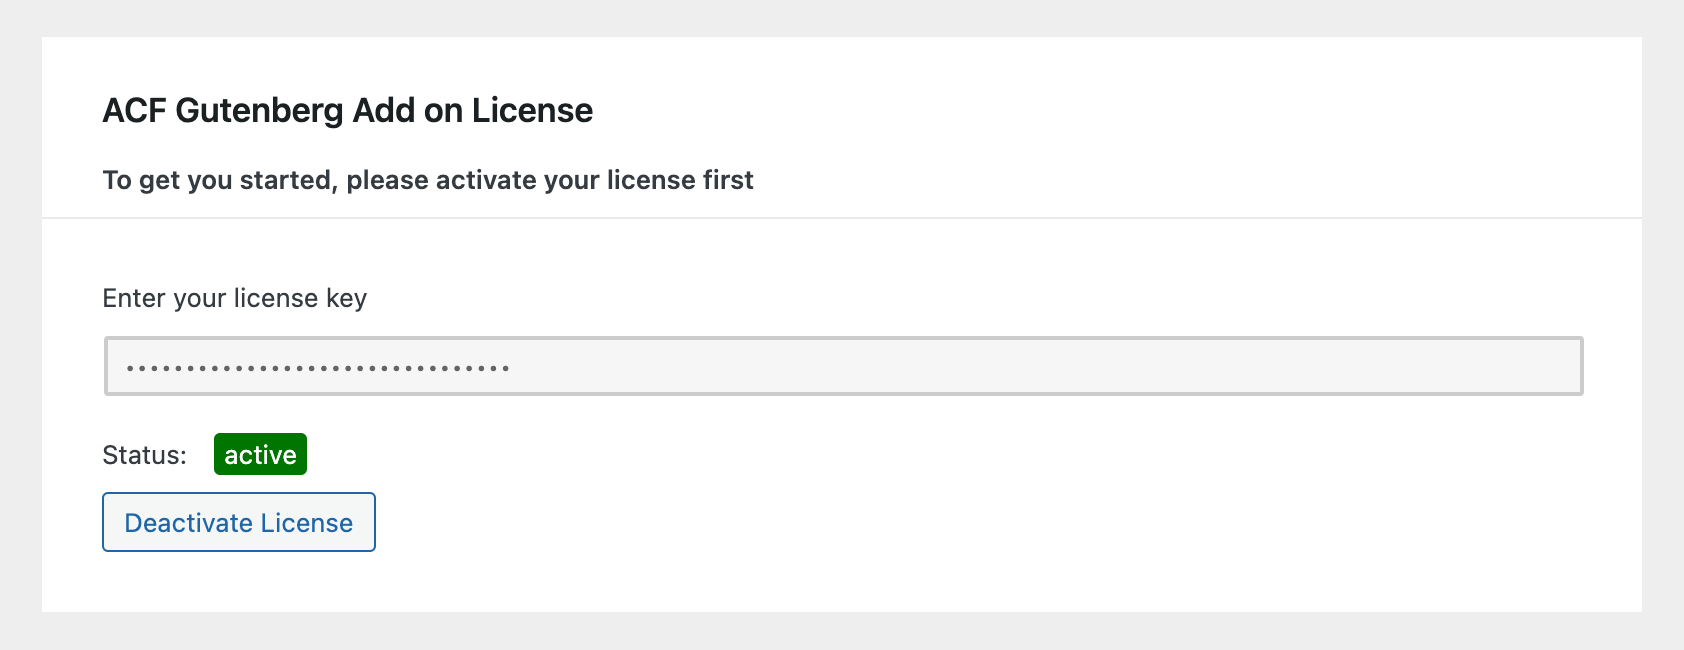 ACF Gutenberg Add on License
To get you started, please activate your license first
Enter your license key
••••••••••••••••••••••••••••••••
Status: active
Deactivate License